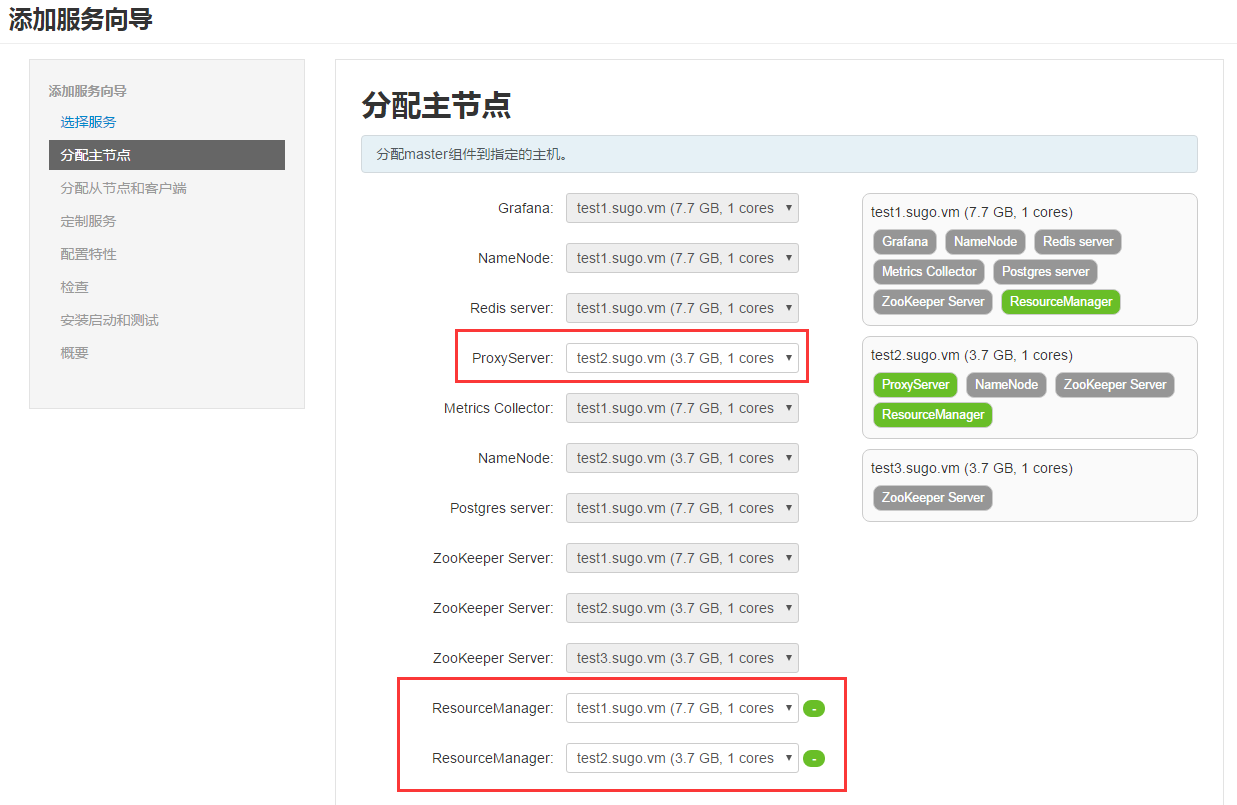 添加服务向导
添加服务向导
选择服务
分配主节点
分配从节点和客户端
定制服务
配置特性
检查
安装启动和测试
概要
分配主节点
分配master组件到指定的主机。
Grafana: test1.sugo.vm (7.7 GB, 1 cores
NameNode: test1.sugo.vm (7.7 GB, 1 cores
Redis server: test1.sugo.vm (7.7 GB, 1 cores
ProxyServer: test2.sugo.vm (3.7 GB, 1 cores
Metrics Collector: test1.sugo.vm (7.7 GB, 1 cores
NameNode: test2.sugo.vm (3.7 GB, 1 cores
Postgres server: test1.sugo.vm (7.7 GB, 1 cores
ZooKeeper Server: test1.sugo.vm (7.7 GB, 1 cores
ZooKeeper Server: test2.sugo.vm (3.7 GB, 1 cores
ZooKeeper Server: test3.sugo.vm (3.7 GB, 1 cores
ResourceManager: test1.sugo.vm (7.7 GB, 1 cores -
ResourceManager: test2.sugo.vm (3.7 GB, 1 cores -
test1.sugo.vm (7.7 GB, 1 cores)
Grafana NameNode Redis server
Metrics Collector Postgres server
ZooKeeper Server ResourceManager
test2.sugo.vm (3.7 GB, 1 cores)
ProxyServer NameNode ZooKeeper Server
ResourceManager
test3.sugo.vm (3.7 GB, 1 cores)
ZooKeeper Server